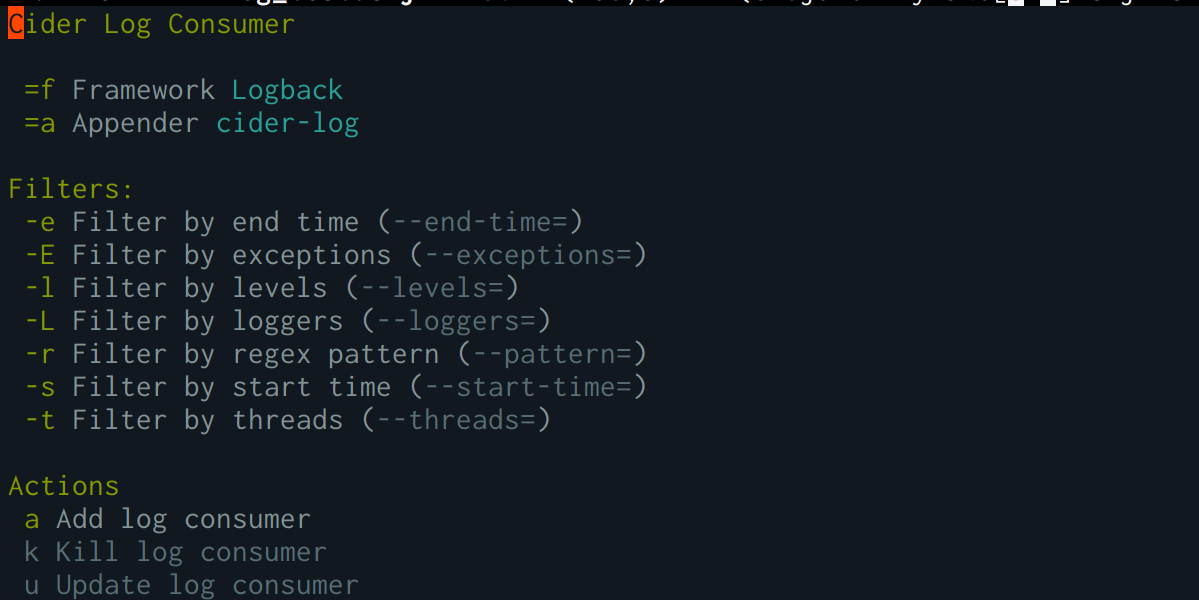 Cider Log Consumer
=f Framework Logback
=a Appender cider-log
Filters:
-e Filter by end time (--end-time=)
-E Filter by exceptions (--exceptions=)
-l Filter by levels (--levels=)
-L Filter by loggers (--loggers=)
-r Filter by regex pattern (--pattern=)
-s Filter by start time (--start-time=)
-t Filter by threads (--threads=)
Actions
a Add log consumer
k Kill log consumer
u Update log consumer